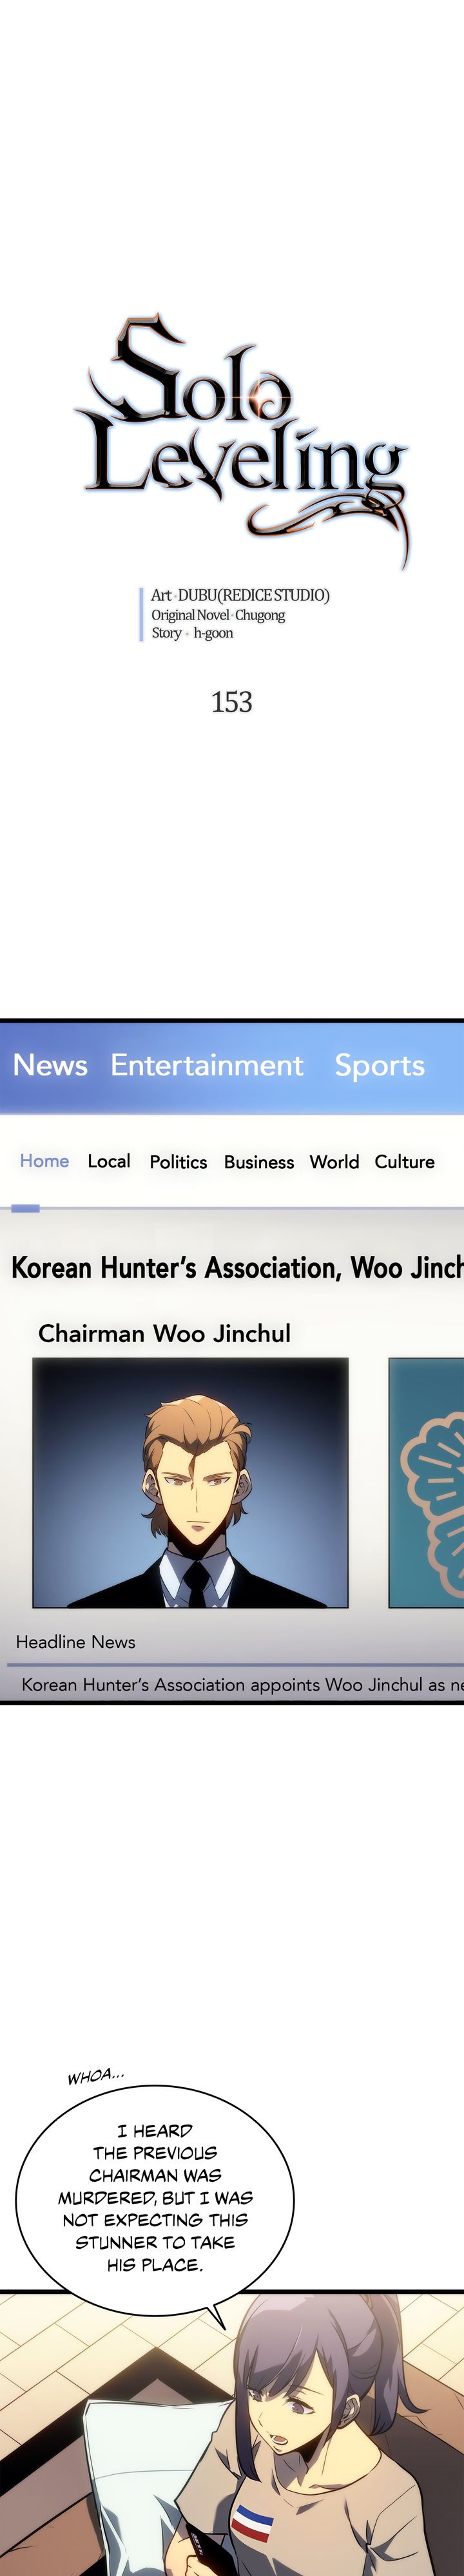 Solo
Leveling
Art · DUBU(REDICE STUDIO)
Original Novel · Chugong
Story · h-goon
153
News Entertainment Sports
Home Local Politics Business World Culture
Korean Hunter's Association, Woo Jinch
Chairman Woo Jinchul
Headline News
Korean Hunter's Association appoints Woo Jinchul as ne
WHOA...
I HEARD
THE PREVIOUS
CHAIRMAN WAS
MURDERED, BUT I WAS
NOT EXPECTING THIS
STUNNER TO TAKE
HIS PLACE.